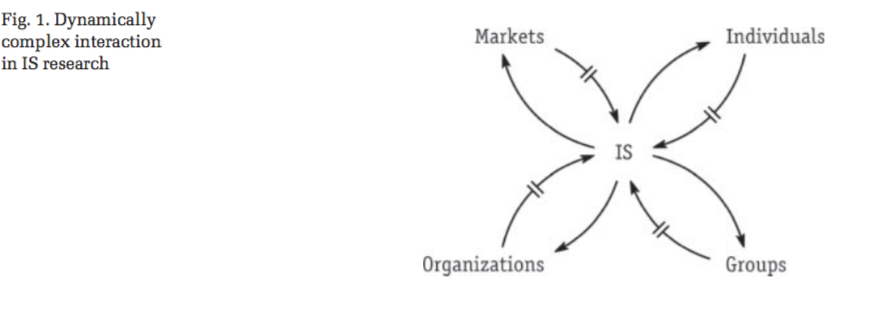 Fig. 1. Dynamically
complex interaction
in IS research
Markets
Individuals
IS
Organizations
Groups